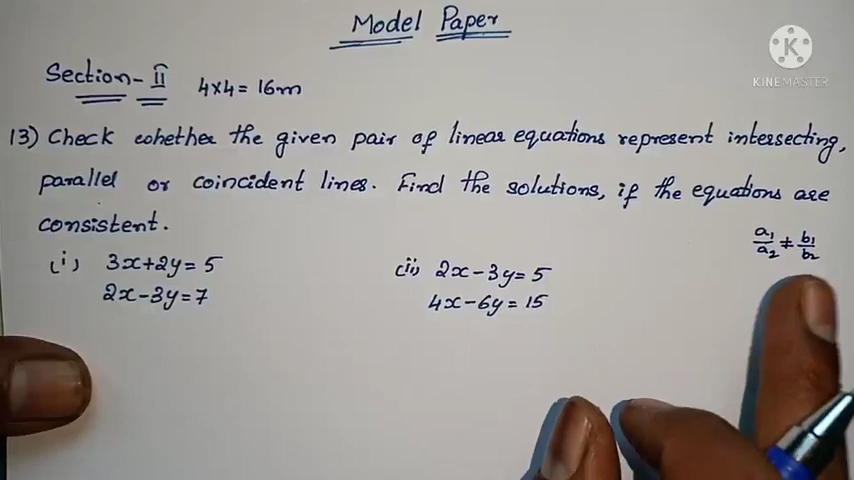 Model Paper
K
KINEMASTER
Section - II 4×4 = 16m
13) Check whether the given pair of linear equations represent interssecting,
parallel or coincident lines. Find the solutions, if the equations are
consistent.
a₁/a₂ ≠ b₁/b₂
(i) 3x+2y=5
2x-3y=7
(ii) 2x-3y=5
4x-6y=15